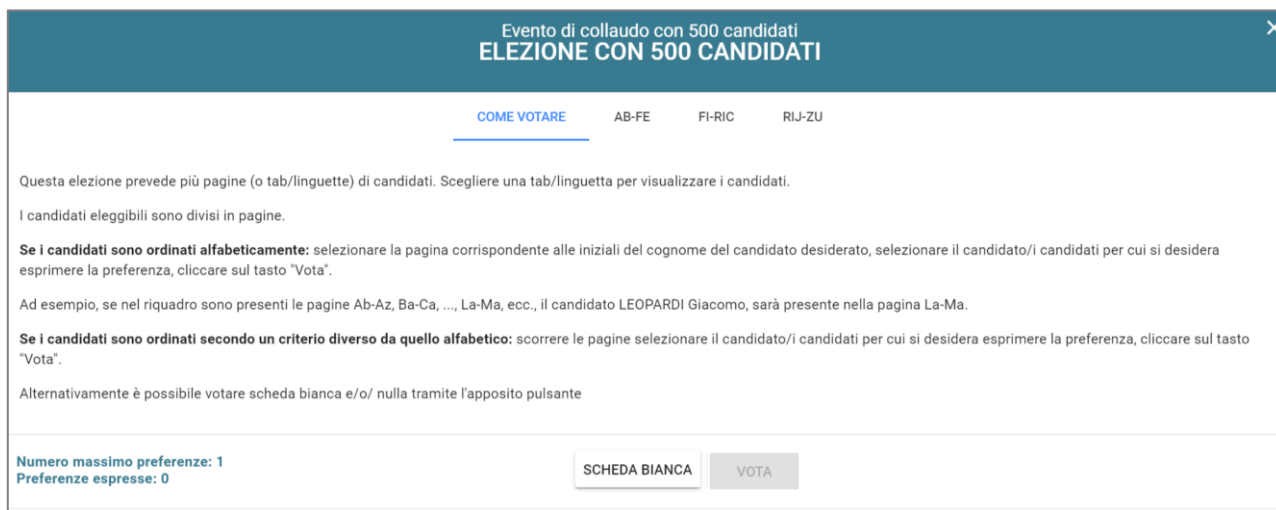 Evento di collaudo con 500 candidati
ELEZIONE CON 500 CANDIDATI
COME VOTARE AB-FE FI-RIC RIJ-ZU
Questa elezione prevede più pagine (o tab/linguette) di candidati. Scegliere una tab/linguetta per visualizzare i candidati.
I candidati eleggibili sono divisi in pagine.
Se i candidati sono ordinati alfabeticamente: selezionare la pagina corrispondente alle iniziali del cognome del candidato desiderato, selezionare il candidato/i candidati per cui si desidera
esprimere la preferenza, cliccare sul tasto "Vota".
Ad esempio, se nel riquadro sono presenti le pagine Ab-Az, Ba-Ca, ..., La-Ma, ecc., il candidato LEOPARDI Giacomo, sarà presente nella pagina La-Ma.
Se i candidati sono ordinati secondo un criterio diverso da quello alfabetico: scorrere le pagine selezionare il candidato/i candidati per cui si desidera esprimere la preferenza, cliccare sul tasto
"Vota".
Alternativamente è possibile votare scheda bianca e/o/ nulla tramite l'apposito pulsante
Numero massimo preferenze: 1
Preferenze espresse: 0
SCHEDA BIANCA VOTA